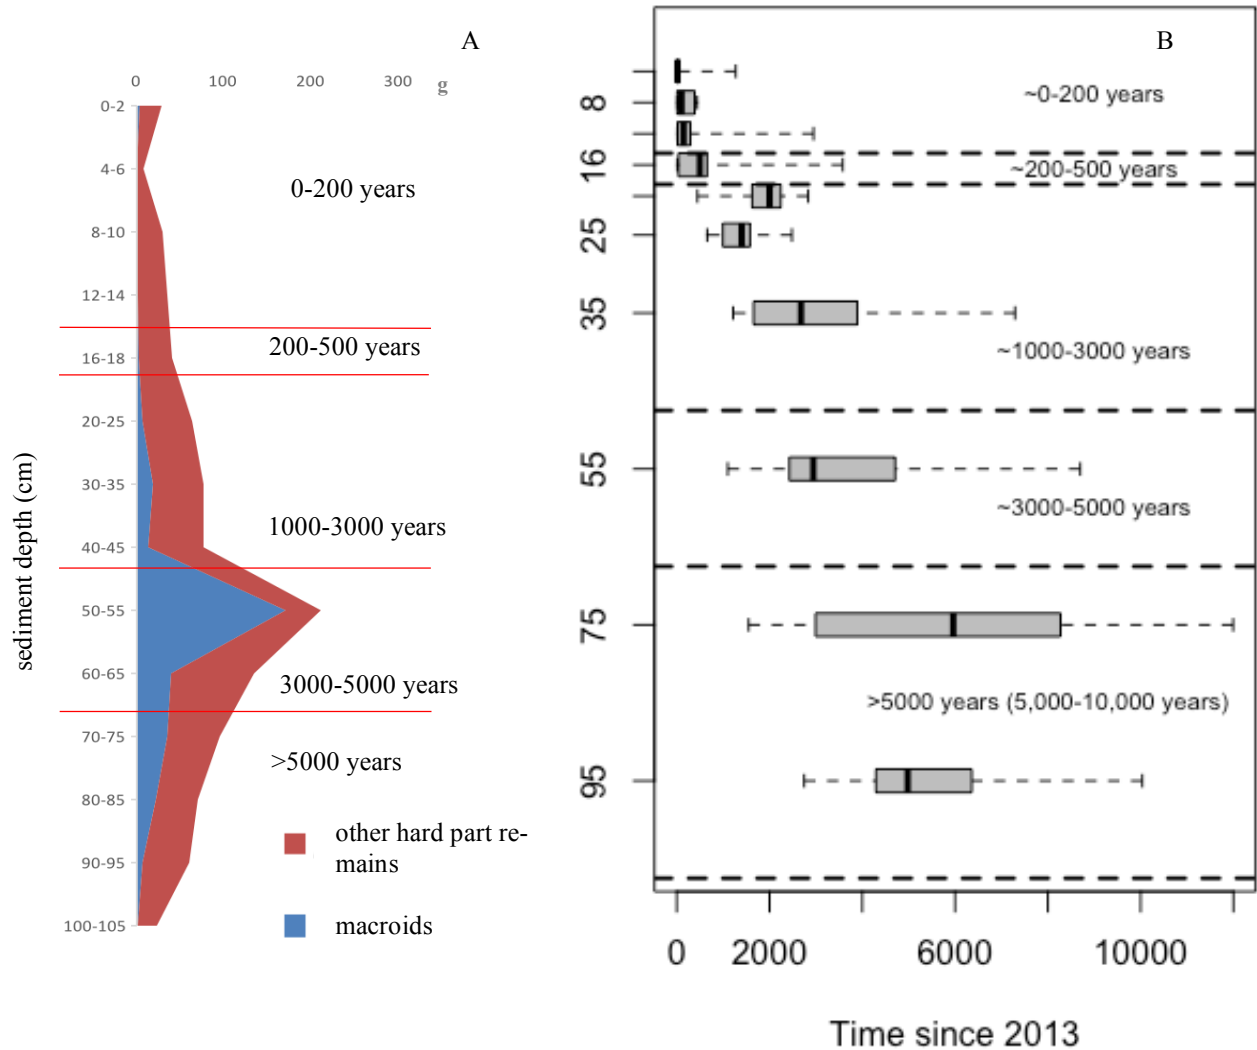 A
0 100 200 300 g
0-2
4-6
0-200 years
8-10
12-14
200-500 years
16-18
20-25
30-35
1000-3000 years
40-45
50-55
60-65
3000-5000 years
70-75
>5000 years
80-85
90-95
100-105
sediment depth (cm)
other hard part re-
mains
macroids
B
8
~0-200 years
16
~200-500 years
25
35
~1000-3000 years
55
~3000-5000 years
75
>5000 years (5,000-10,000 years)
95
0 2000 6000 10000
Time since 2013